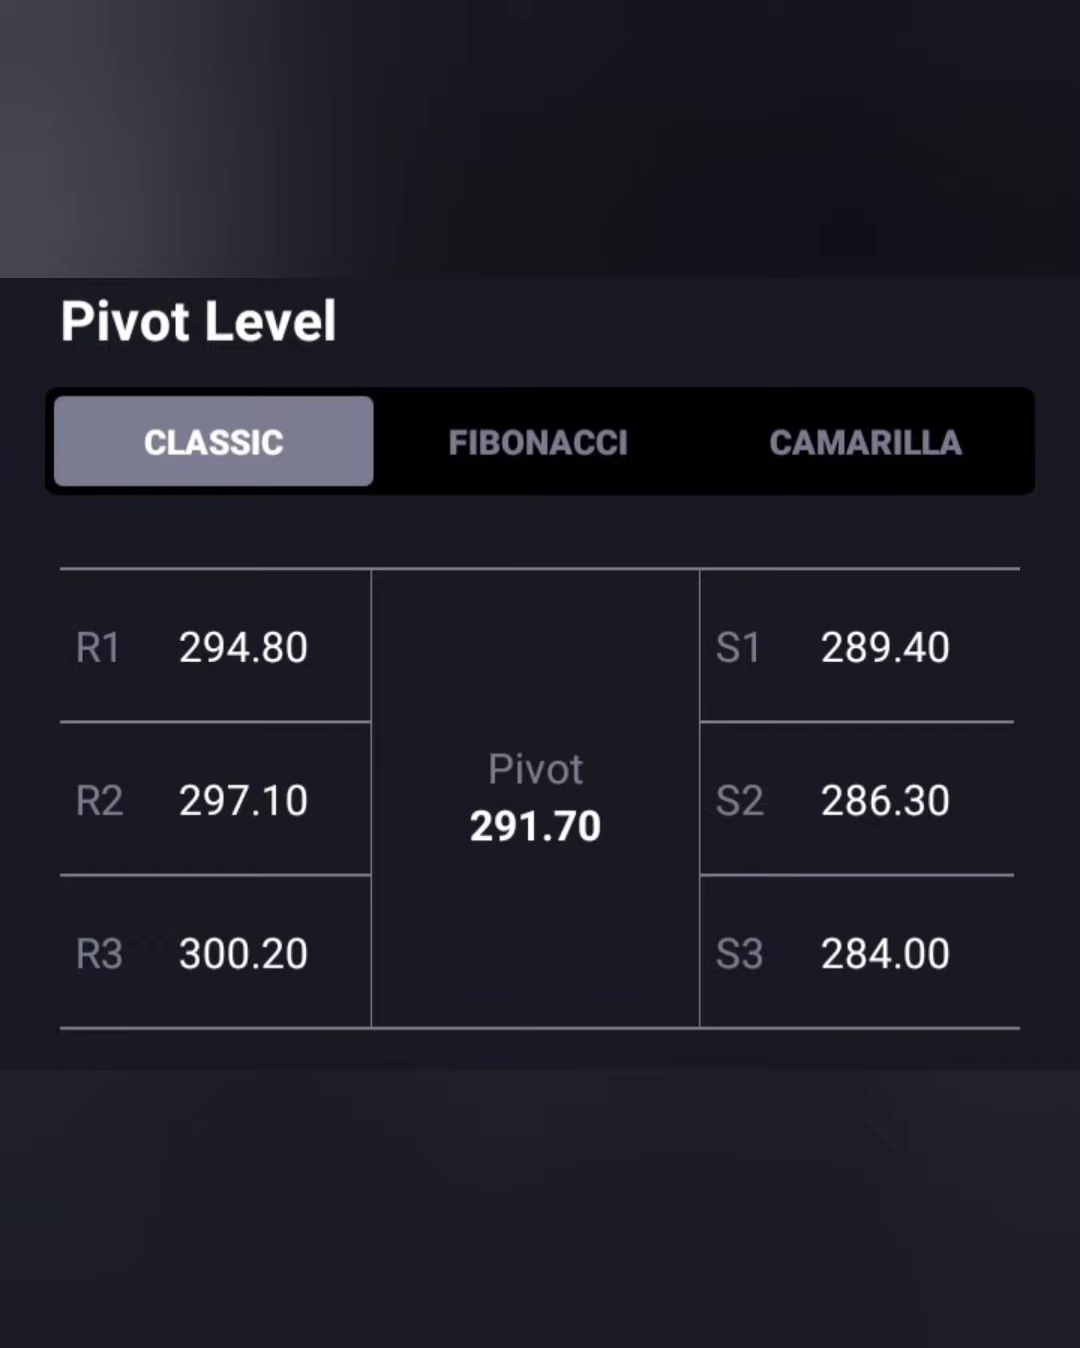 Pivot Level
CLASSIC FIBONACCI CAMARILLA
R1 294.80
R2 297.10
R3 300.20
Pivot
291.70
S1 289.40
S2 286.30
S3 284.00